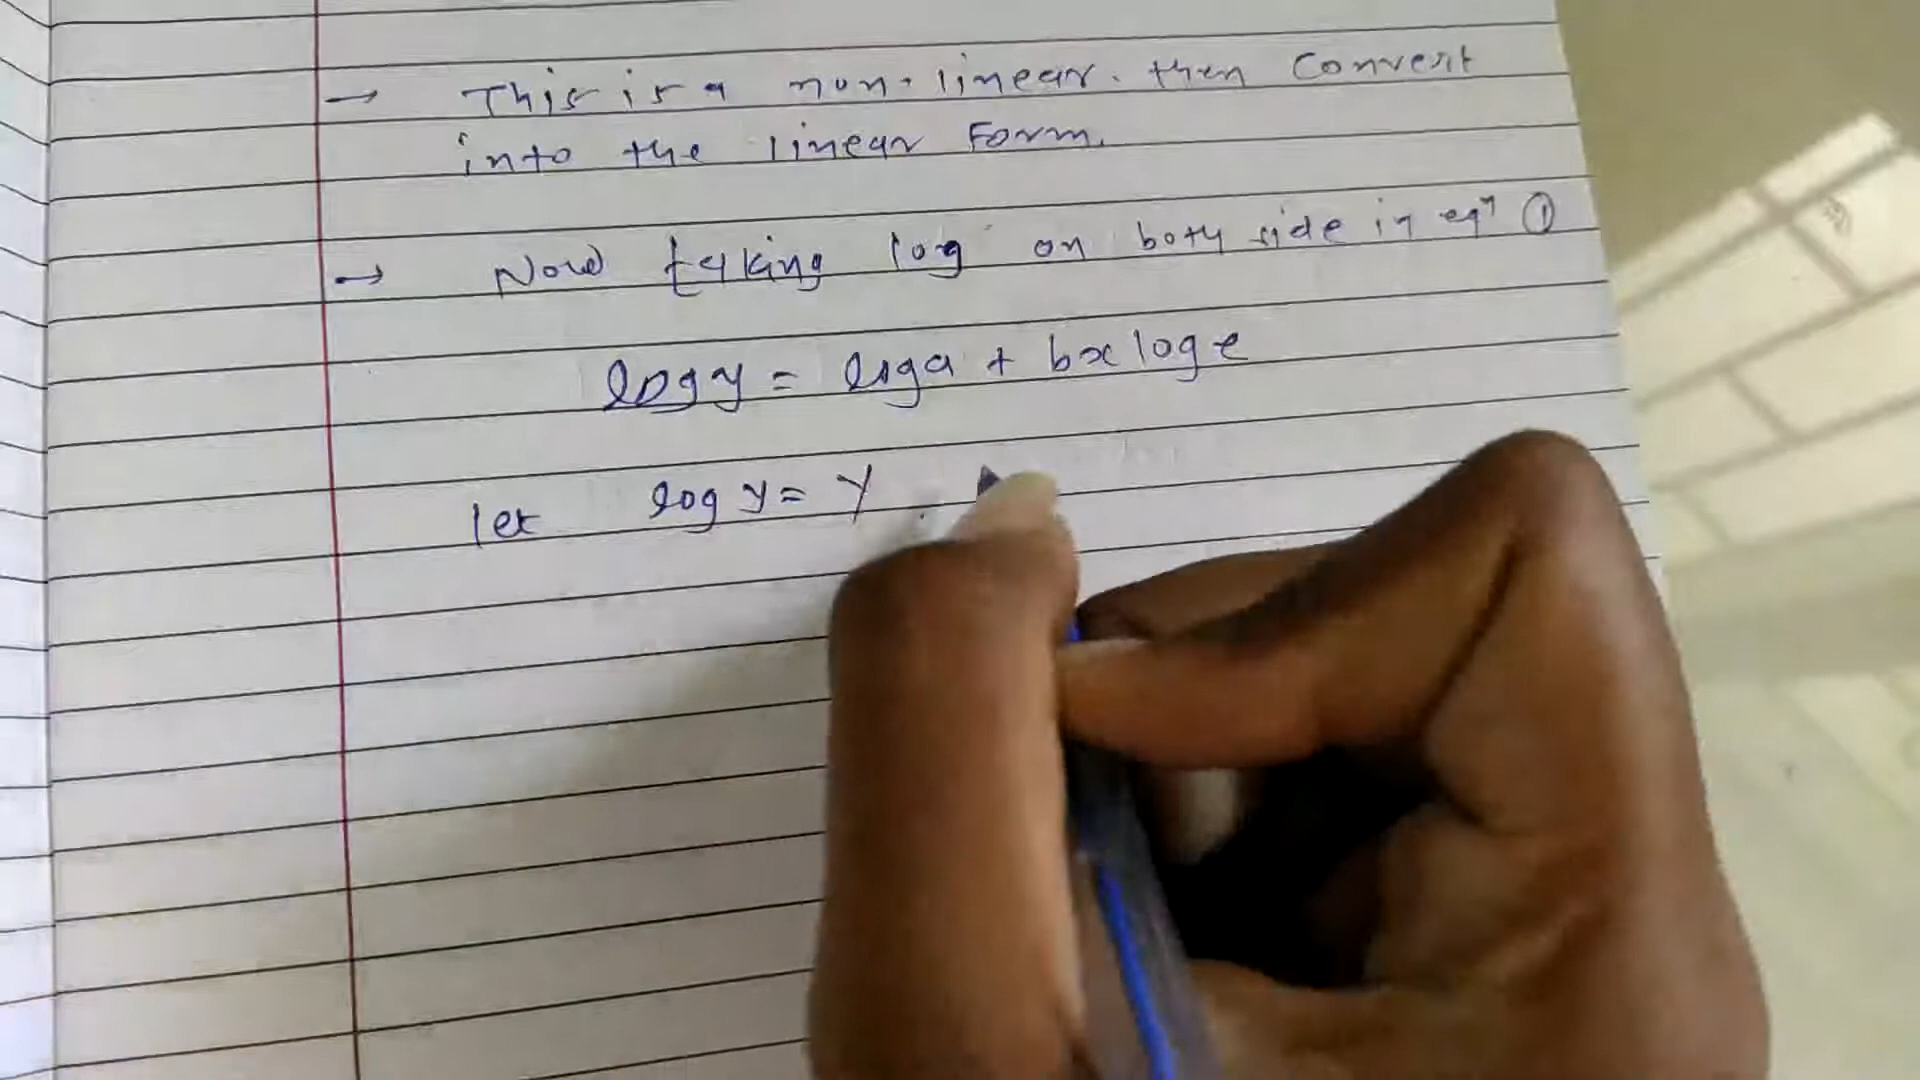 → This is a non-linear. then Convert
into the linear Form.
→ Now taking log on both side in eqⁿ ①
log y = log a + bx log e
let log y = Y